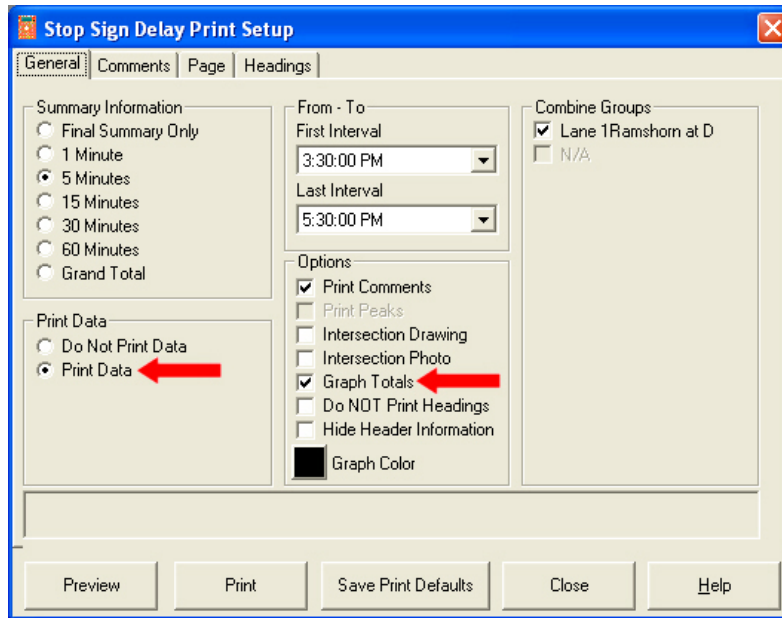 Stop Sign Delay Print Setup
General Comments Page Headings
Summary Information
Final Summary Only
1 Minute
5 Minutes
15 Minutes
30 Minutes
60 Minutes
Grand Total
Print Data
Do Not Print Data
Print Data
From - To
First Interval
3:30:00 PM
Last Interval
5:30:00 PM
Options
Print Comments
Print Peaks
Intersection Drawing
Intersection Photo
Graph Totals
Do NOT Print Headings
Hide Header Information
Graph Color
Combine Groups
Lane 1Ramshorn at D
N/A
Preview Print Save Print Defaults Close Help